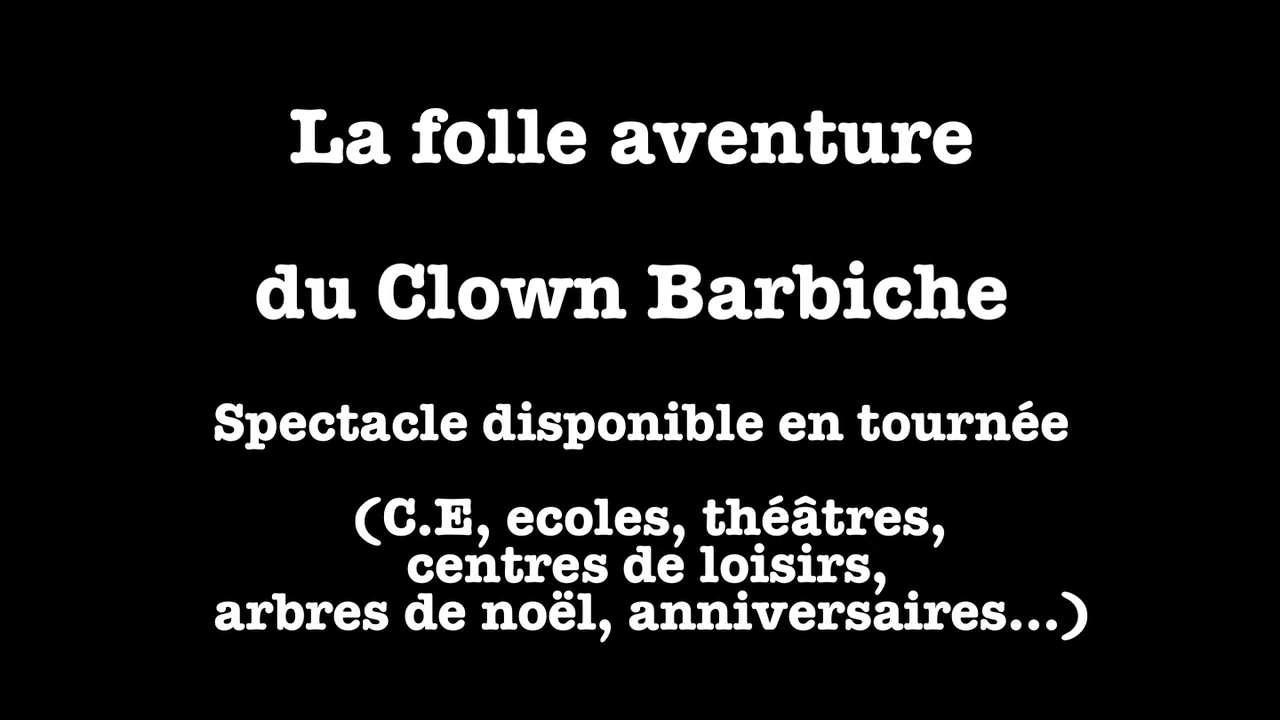 La folle aventure
du Clown Barbiche
Spectacle disponible en tournée
(C.E, ecoles, théâtres,
centres de loisirs,
arbres de noël, anniversaires...)